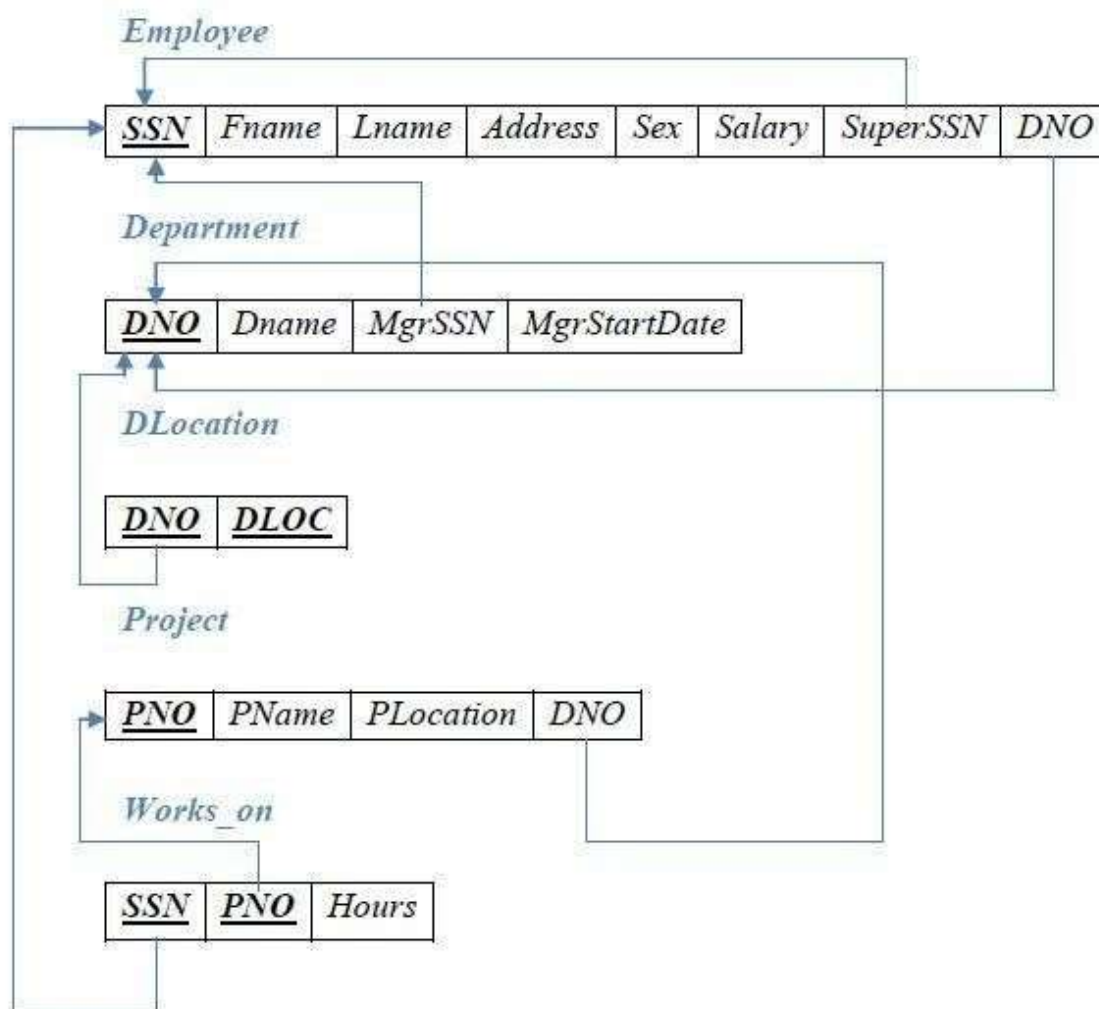 Employee
SSN Fname Lname Address Sex Salary SuperSSN DNO
Department
DNO Dname MgrSSN MgrStartDate
DLocation
DNO DLOC
Project
PNO PName PLocation DNO
Works_on
SSN PNO Hours